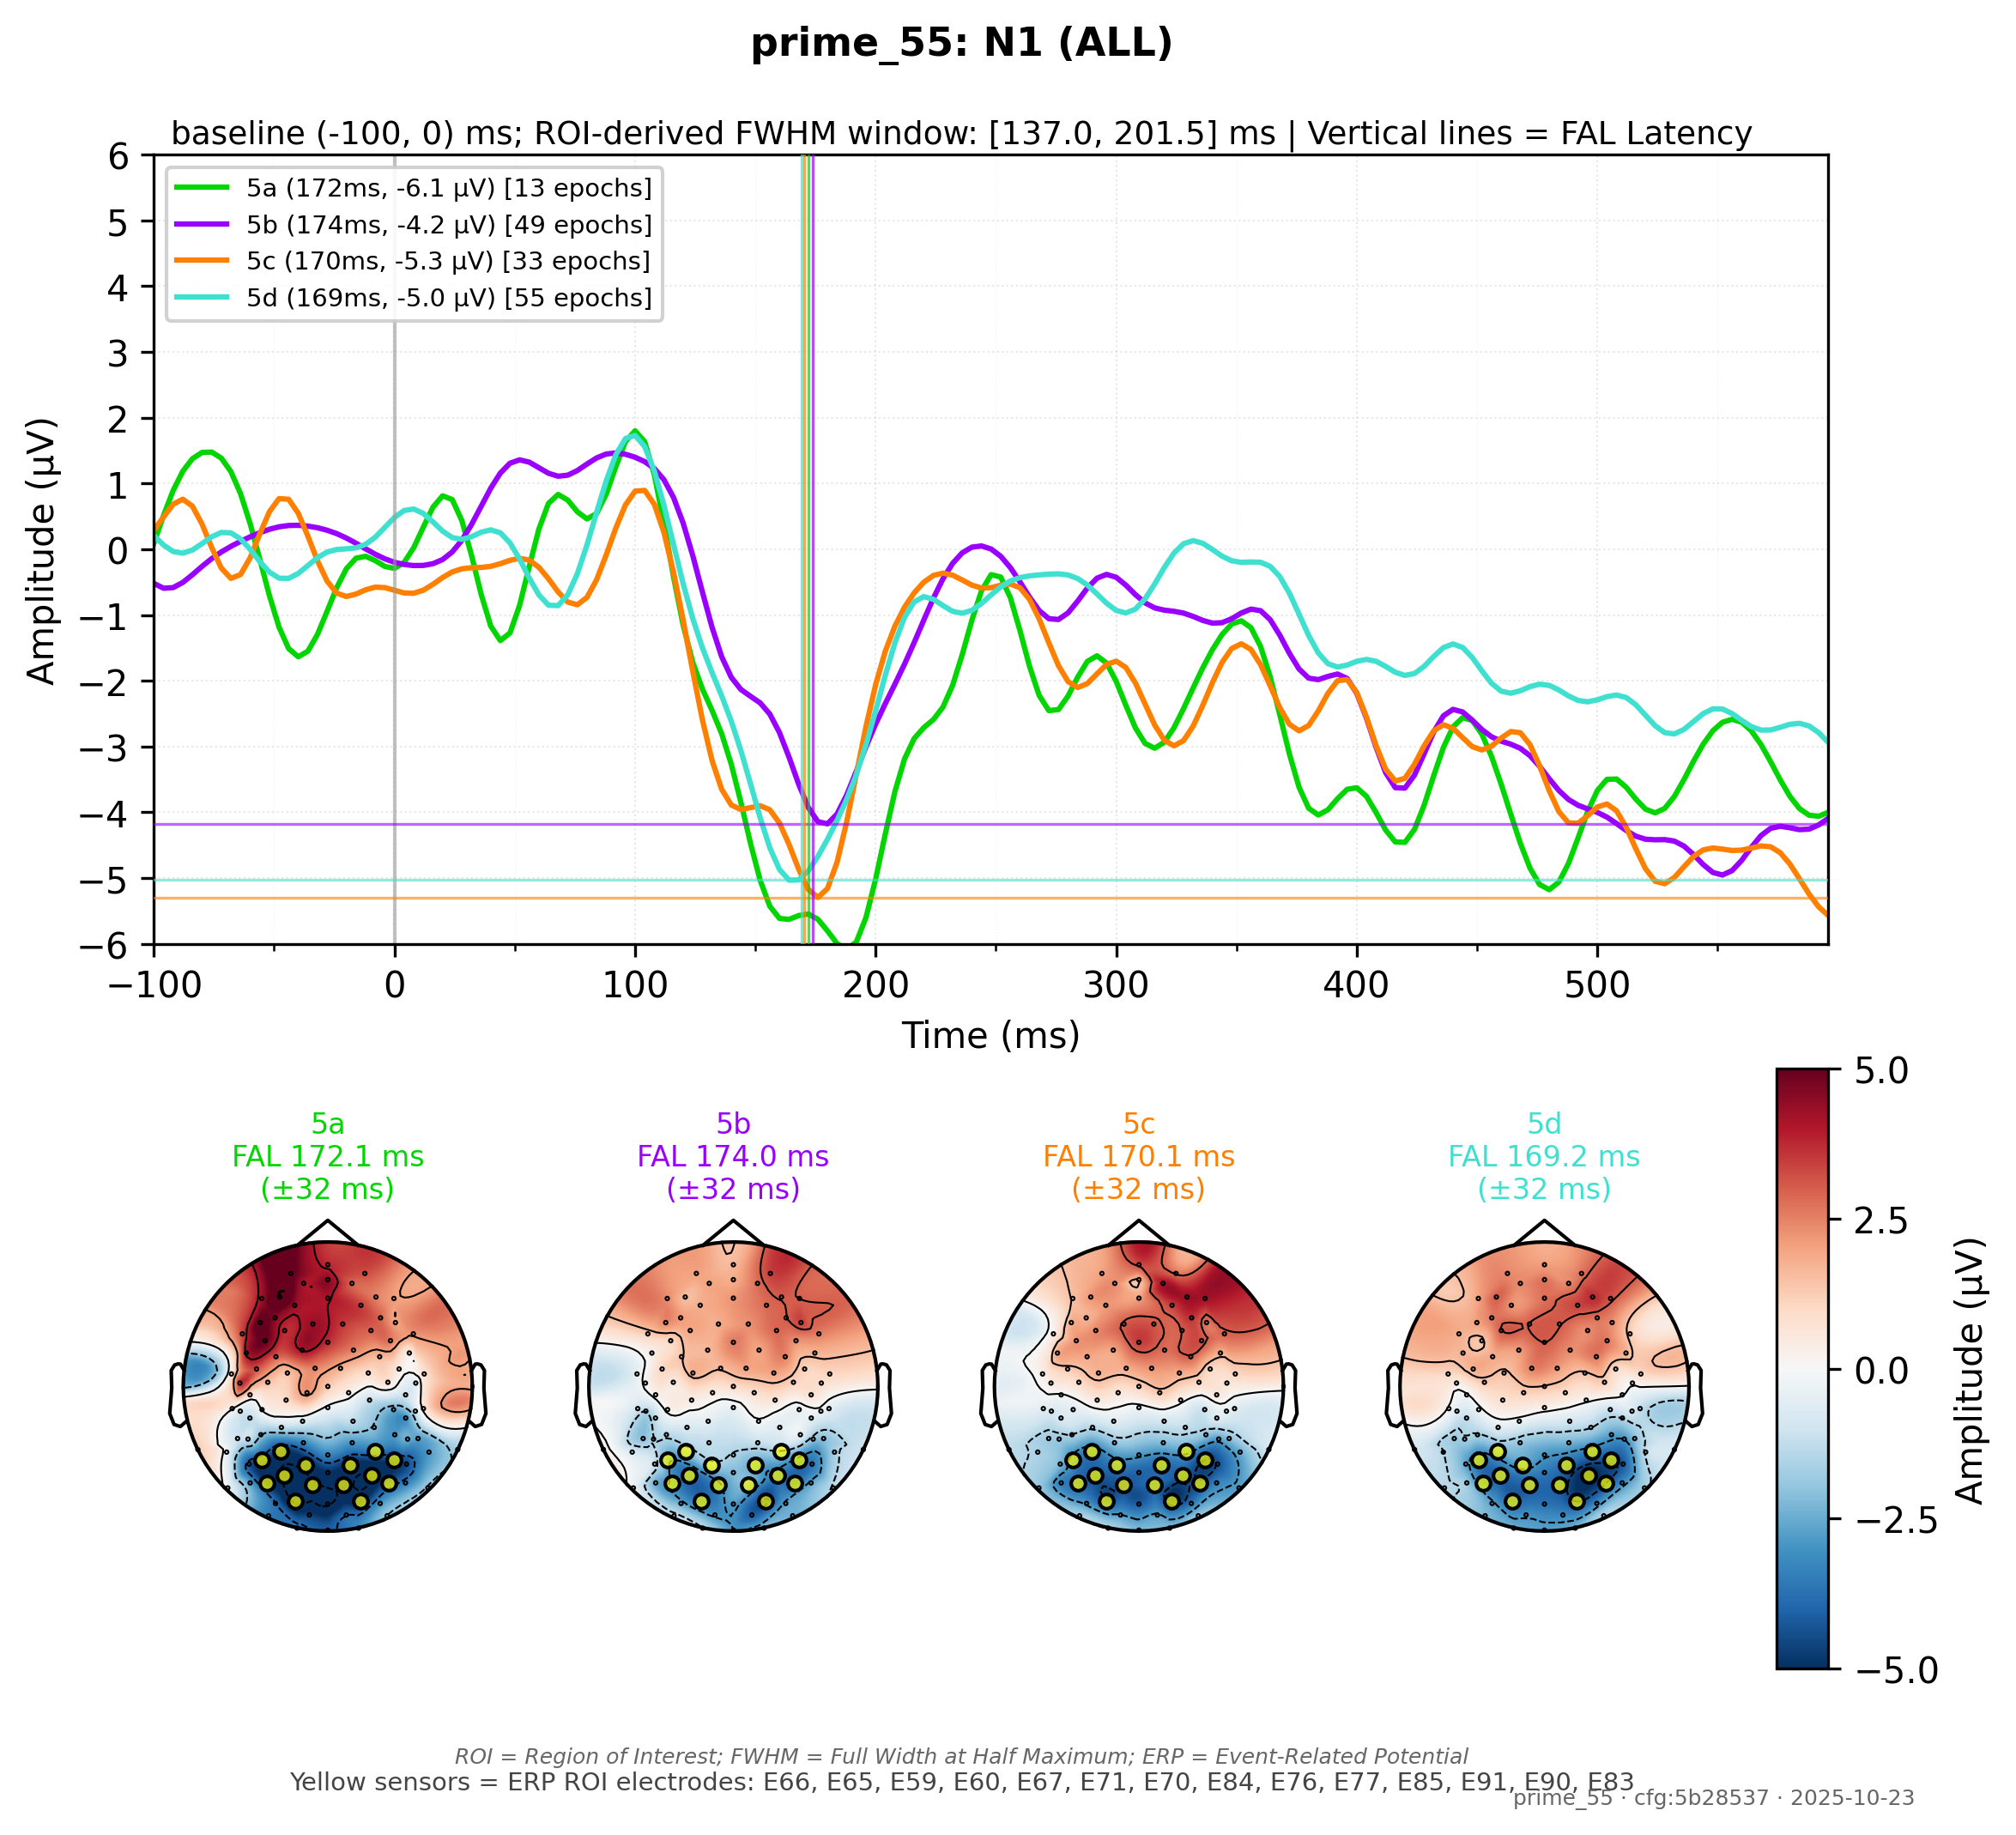 prime_55: N1 (ALL)
baseline (-100, 0) ms; ROI-derived FWHM window: [137.0, 201.5] ms | Vertical lines = FAL Latency
5a (172ms, -6.1 µV) [13 epochs]
5b (174ms, -4.2 µV) [49 epochs]
5c (170ms, -5.3 µV) [33 epochs]
5d (169ms, -5.0 µV) [55 epochs]
Amplitude (µV)
6
5
4
3
2
1
0
−1
−2
−3
−4
−5
−6
−100 0 100 200 300 400 500
Time (ms)
5a
FAL 172.1 ms
(±32 ms)
5b
FAL 174.0 ms
(±32 ms)
5c
FAL 170.1 ms
(±32 ms)
5d
FAL 169.2 ms
(±32 ms)
5.0
2.5
0.0
−2.5
−5.0
Amplitude (µV)
ROI = Region of Interest; FWHM = Full Width at Half Maximum; ERP = Event-Related Potential
Yellow sensors = ERP ROI electrodes: E66, E65, E59, E60, E67, E71, E70, E84, E76, E77, E85, E91, E90, E83
prime_55 · cfg:5b28537 · 2025-10-23